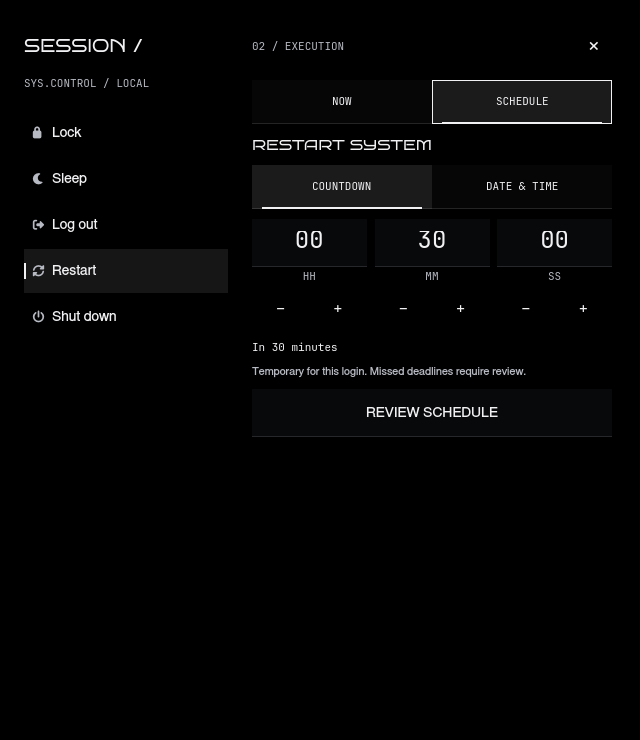 SESSION /
SYS.CONTROL / LOCAL
Lock
Sleep
Log out
Restart
Shut down
02 / EXECUTION
×
NOW
SCHEDULE
RESTART SYSTEM
COUNTDOWN
DATE & TIME
00
30
00
HH
MM
SS
− + − + − +
In 30 minutes
Temporary for this login. Missed deadlines require review.
REVIEW SCHEDULE